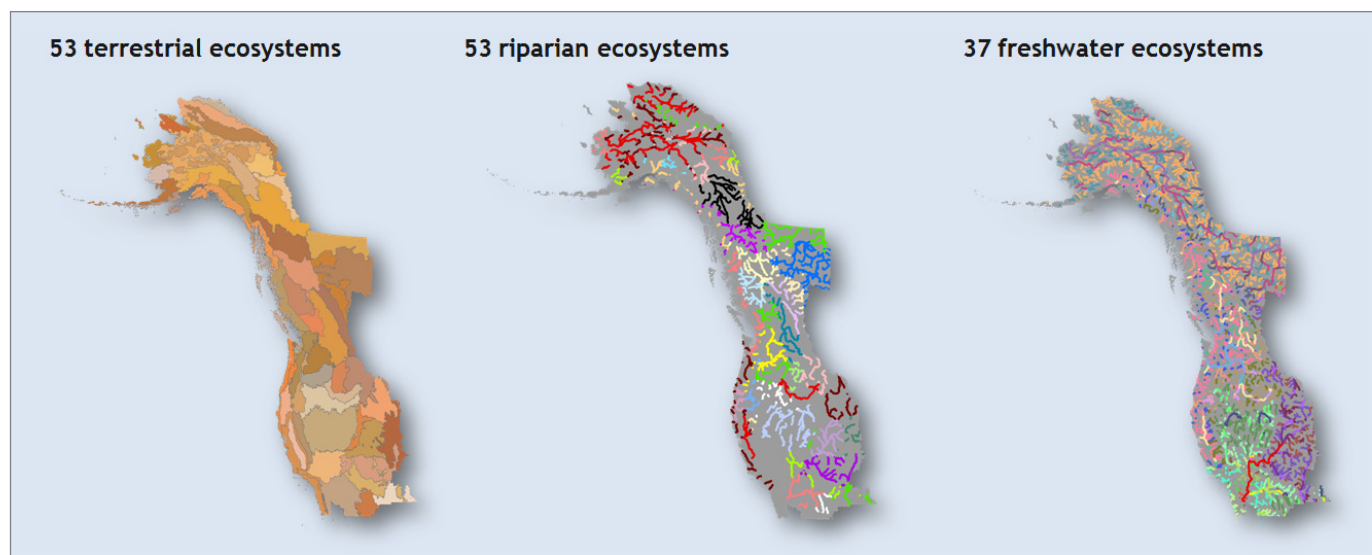 53 terrestrial ecosystems
53 riparian ecosystems
37 freshwater ecosystems